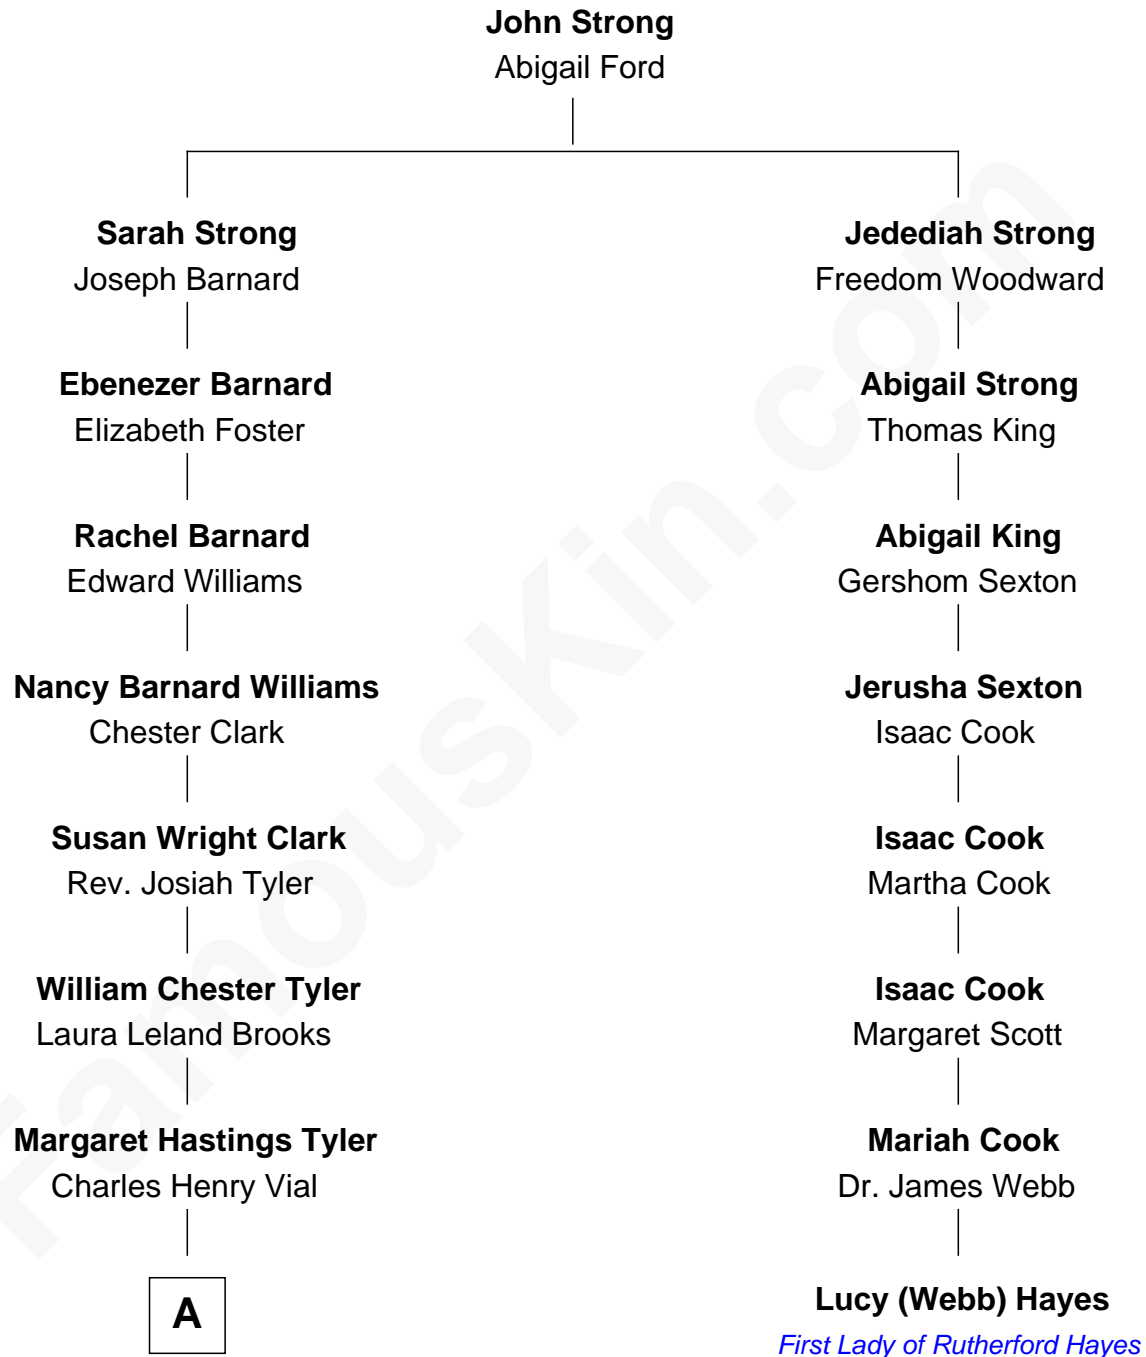 John Strong
Abigail Ford
Sarah Strong
Joseph Barnard
Jedediah Strong
Freedom Woodward
Ebenezer Barnard
Elizabeth Foster
Abigail Strong
Thomas King
Rachel Barnard
Edward Williams
Abigail King
Gershom Sexton
Nancy Barnard Williams
Chester Clark
Jerusha Sexton
Isaac Cook
Susan Wright Clark
Rev. Josiah Tyler
Isaac Cook
Martha Cook
William Chester Tyler
Laura Leland Brooks
Isaac Cook
Margaret Scott
Margaret Hastings Tyler
Charles Henry Vial
Mariah Cook
Dr. James Webb
A
Lucy (Webb) Hayes
First Lady of Rutherford Hayes
FamousKin.com